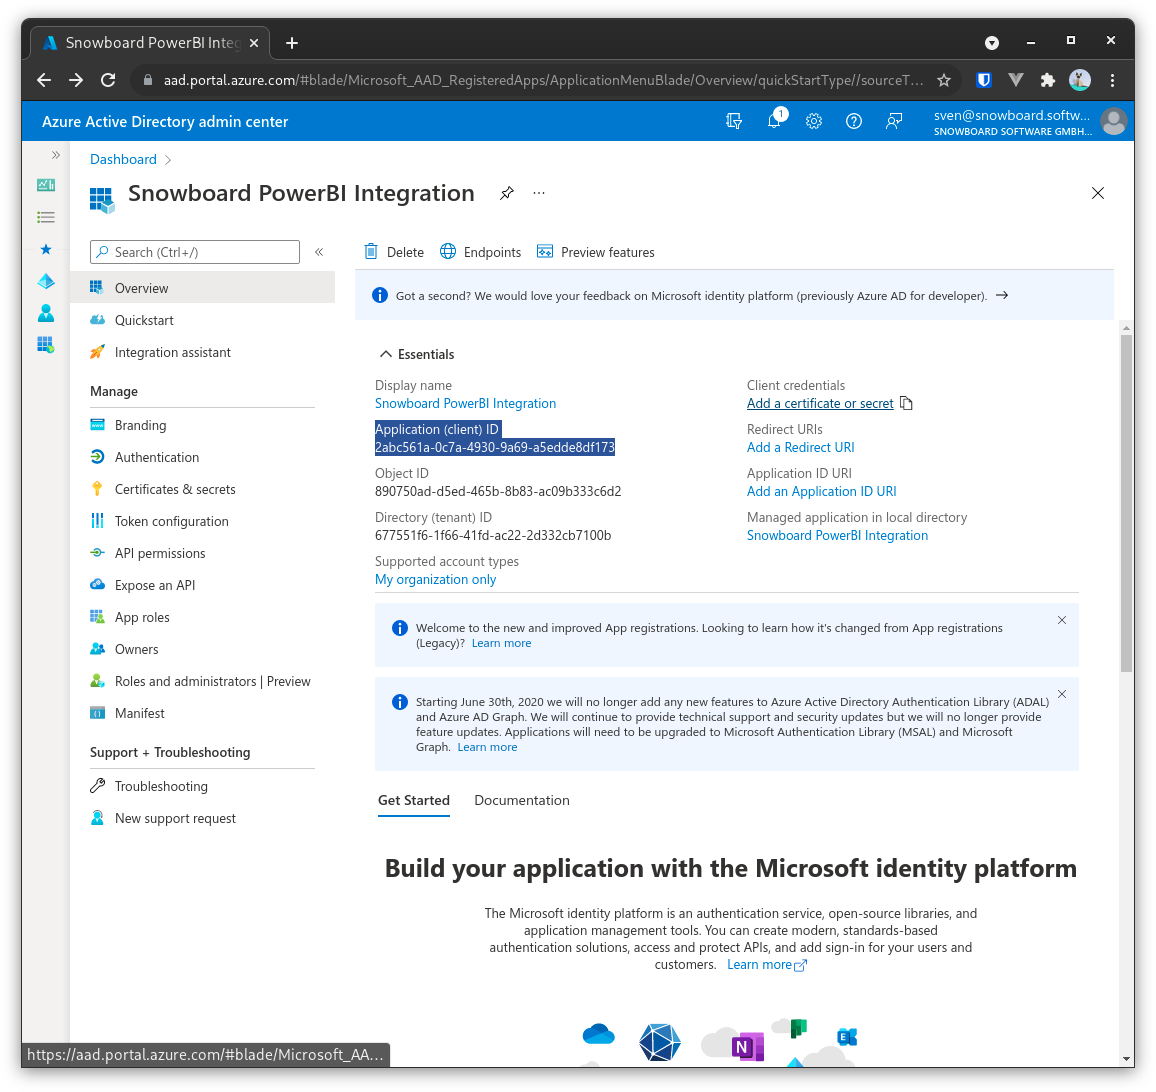 Snowboard PowerBI Integ
aad.portal.azure.com/#blade/Microsoft_AAD_RegisteredApps/ApplicationMenuBlade/Overview/quickStartType//sourceT...
Azure Active Directory admin center
1
sven@snowboard.softw...
SNOWBOARD SOFTWARE GMBH...
Dashboard
Snowboard PowerBI Integration
Search (Ctrl+/)
Overview
Quickstart
Integration assistant
Manage
Branding
Authentication
Certificates & secrets
Token configuration
API permissions
Expose an API
App roles
Owners
Roles and administrators | Preview
Manifest
Support + Troubleshooting
Troubleshooting
New support request
Delete
Endpoints
Preview features
Got a second? We would love your feedback on Microsoft identity platform (previously Azure AD for developer).
Essentials
Display name
Snowboard PowerBI Integration
Application (client) ID
2abc561a-0c7a-4930-9a69-a5edde8df173
Object ID
890750ad-d5ed-465b-8b83-ac09b333c6d2
Directory (tenant) ID
677551f6-1f66-41fd-ac22-2d332cb7100b
Supported account types
My organization only
Client credentials
Add a certificate or secret
Redirect URIs
Add a Redirect URI
Application ID URI
Add an Application ID URI
Managed application in local directory
Snowboard PowerBI Integration
Welcome to the new and improved App registrations. Looking to learn how it's changed from App registrations
(Legacy)? Learn more
Starting June 30th, 2020 we will no longer add any new features to Azure Active Directory Authentication Library (ADAL)
and Azure AD Graph. We will continue to provide technical support and security updates but we will no longer provide
feature updates. Applications will need to be upgraded to Microsoft Authentication Library (MSAL) and Microsoft
Graph. Learn more
Get Started
Documentation
Build your application with the Microsoft identity platform
The Microsoft identity platform is an authentication service, open-source libraries, and
application management tools. You can create modern, standards-based
authentication solutions, access and protect APIs, and add sign-in for your users and
customers. Learn more
N
E
https://aad.portal.azure.com/#blade/Microsoft_AA...